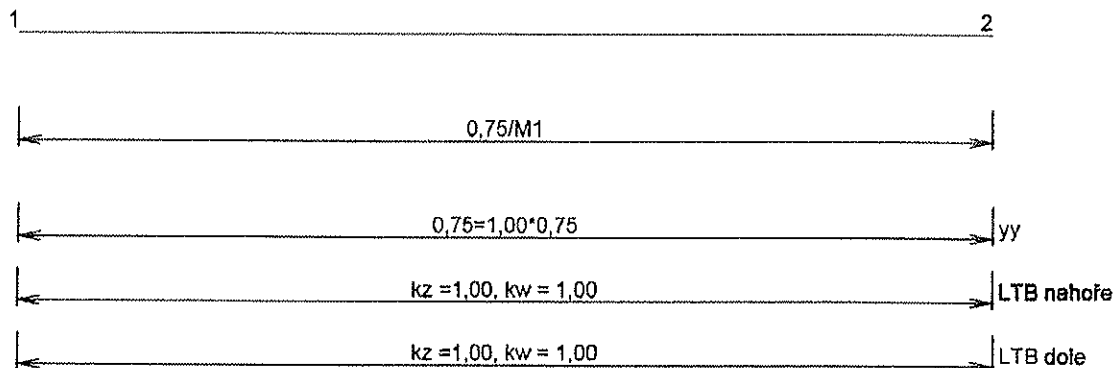 1 2
0,75/M1
0,75=1,00*0,75 yy
kz =1,00, kw = 1,00 LTB nahoře
kz =1,00, kw = 1,00 LTB dole